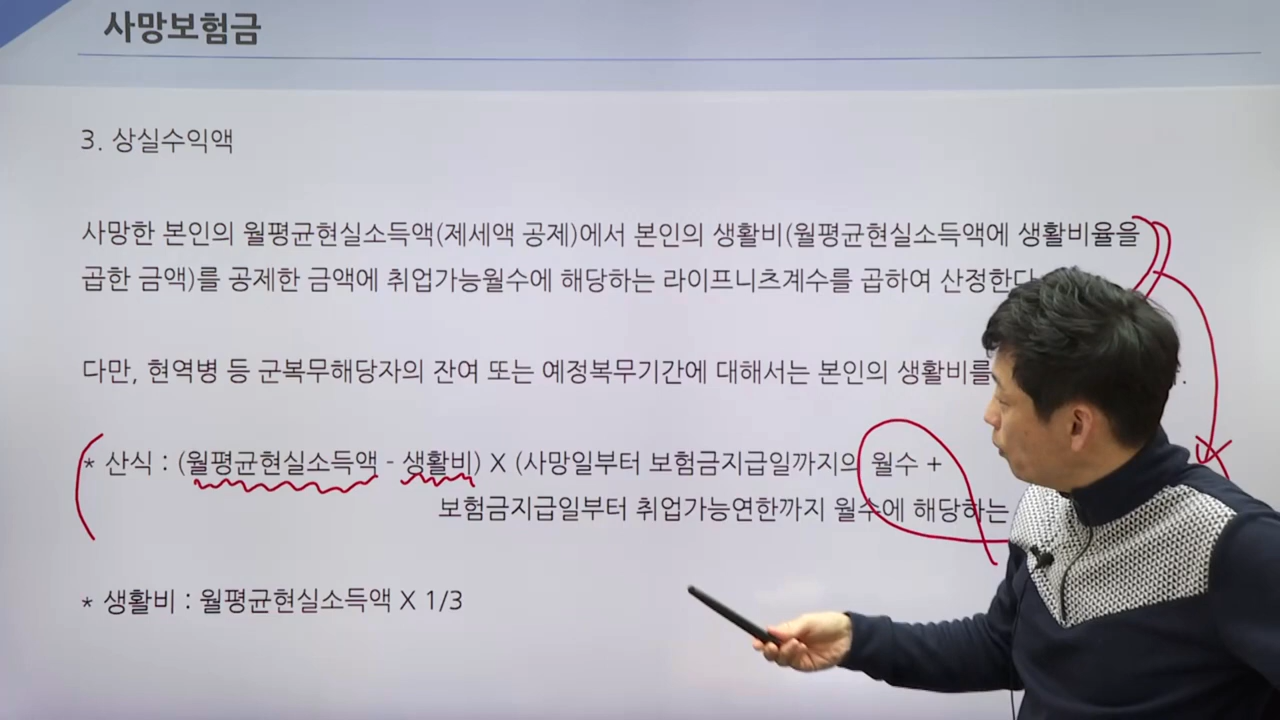 사망보험금
3. 상실수익액
사망한 본인의 월평균현실소득액(제세액 공제)에서 본인의 생활비(월평균현실소득액에 생활비율을
곱한 금액)를 공제한 금액에 취업가능월수에 해당하는 라이프니츠계수를 곱하여 산정한다
다만, 현역병 등 군복무해당자의 잔여 또는 예정복무기간에 대해서는 본인의 생활비를
* 산식 : (월평균현실소득액 - 생활비) X (사망일부터 보험금지급일까지의 월수 +
보험금지급일부터 취업가능연한까지 월수에 해당하는
* 생활비 : 월평균현실소득액 X 1/3